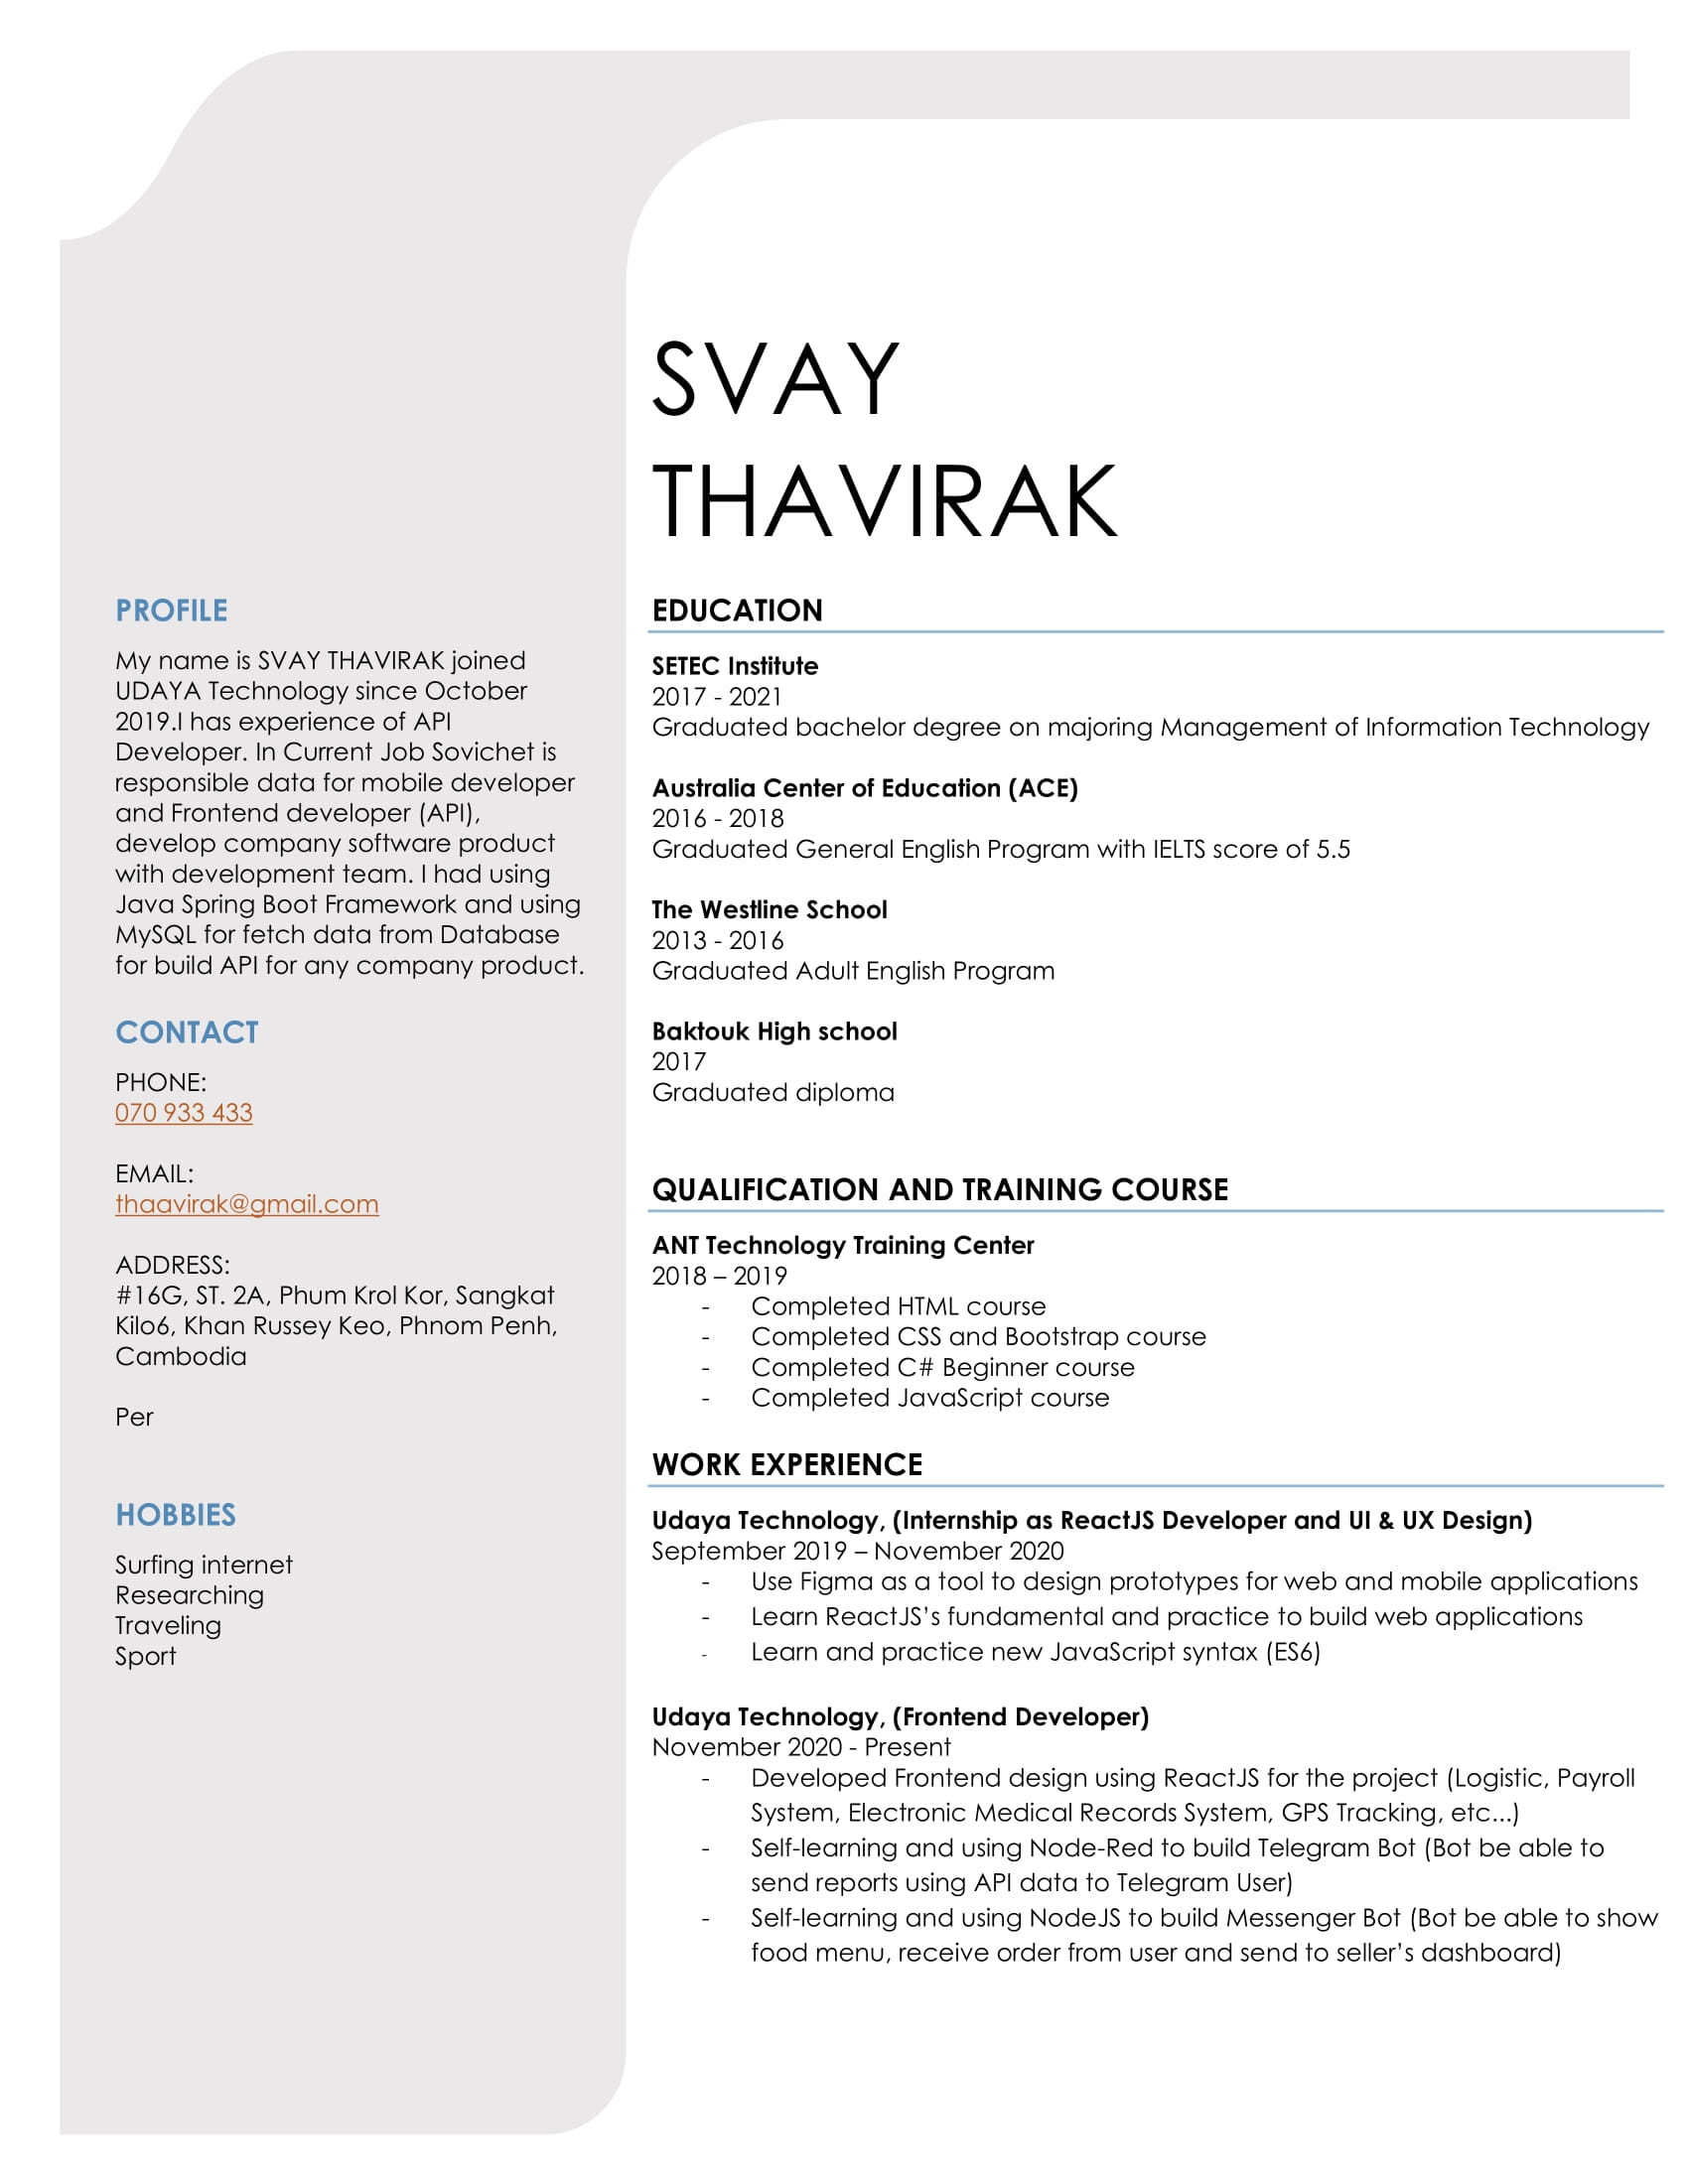 SVAY
THAVIRAK
PROFILE
My name is SVAY THAVIRAK joined
UDAYA Technology since October
2019.I has experience of API
Developer. In Current Job Sovichet is
responsible data for mobile developer
and Frontend developer (API),
develop company software product
with development team. I had using
Java Spring Boot Framework and using
MySQL for fetch data from Database
for build API for any company product.
CONTACT
PHONE:
070 933 433
EMAIL:
thaavirak@gmail.com
ADDRESS:
#16G, ST. 2A, Phum Krol Kor, Sangkat
Kilo6, Khan Russey Keo, Phnom Penh,
Cambodia
Per
HOBBIES
Surfing internet
Researching
Traveling
Sport
EDUCATION
SETEC Institute
2017 - 2021
Graduated bachelor degree on majoring Management of Information Technology
Australia Center of Education (ACE)
2016 - 2018
Graduated General English Program with IELTS score of 5.5
The Westline School
2013 - 2016
Graduated Adult English Program
Baktouk High school
2017
Graduated diploma
QUALIFICATION AND TRAINING COURSE
ANT Technology Training Center
2018 – 2019
- Completed HTML course
- Completed CSS and Bootstrap course
- Completed C# Beginner course
- Completed JavaScript course
WORK EXPERIENCE
Udaya Technology, (Internship as ReactJS Developer and UI & UX Design)
September 2019 – November 2020
- Use Figma as a tool to design prototypes for web and mobile applications
- Learn ReactJS’s fundamental and practice to build web applications
- Learn and practice new JavaScript syntax (ES6)
Udaya Technology, (Frontend Developer)
November 2020 - Present
- Developed Frontend design using ReactJS for the project (Logistic, Payroll
System, Electronic Medical Records System, GPS Tracking, etc...)
- Self-learning and using Node-Red to build Telegram Bot (Bot be able to
send reports using API data to Telegram User)
- Self-learning and using NodeJS to build Messenger Bot (Bot be able to show
food menu, receive order from user and send to seller’s dashboard)